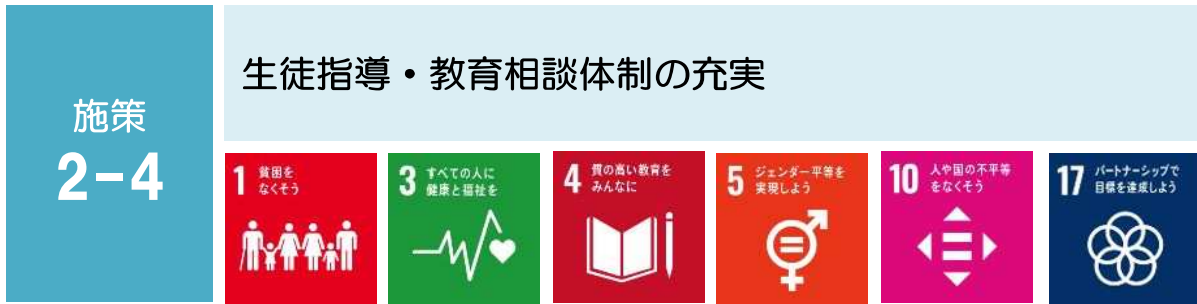 施策
2-4
生徒指導・教育相談体制の充実
1 貧困を
なくそう
3 すべての人に
健康と福祉を
4 質の高い教育を
みんなに
5 ジェンダー平等を
実現しよう
10 人や国の不平等
をなくそう
17 パートナーシップで
目標を達成しよう